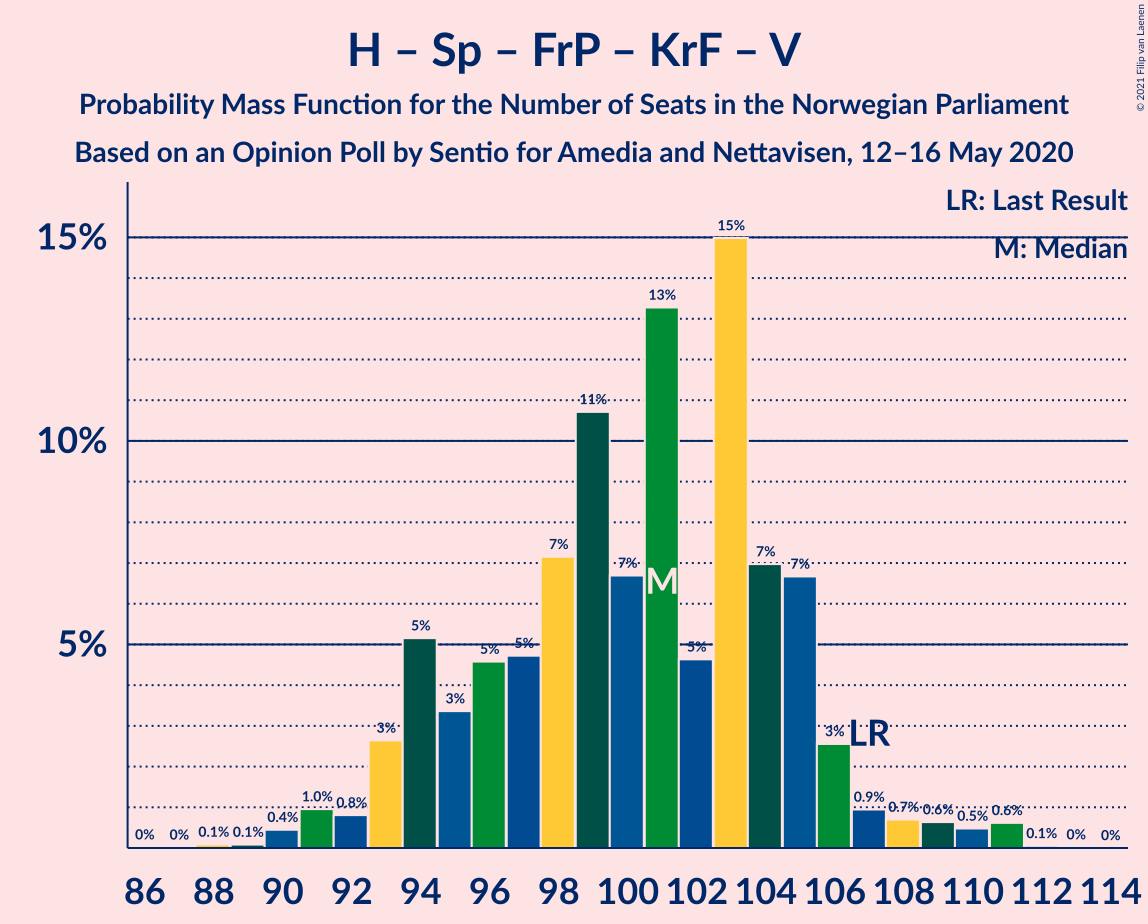 H – Sp – FrP – KrF – V
Probability Mass Function for the Number of Seats in the Norwegian Parliament
Based on an Opinion Poll by Sentio for Amedia and Nettavisen, 12–16 May 2020
© 2021 Filip van Laenen
LR: Last Result
M: Median
15%
10%
5%
0% 0% 0.1% 0.1% 0.4% 1.0% 0.8% 3% 5% 3% 5% 5% 7% 11% 7% 13% 5% 15% 7% 7% 3% 0.9% 0.7% 0.6% 0.5% 0.6% 0.1% 0% 0%
M
LR
86 88 90 92 94 96 98 100 102 104 106 108 110 112 114